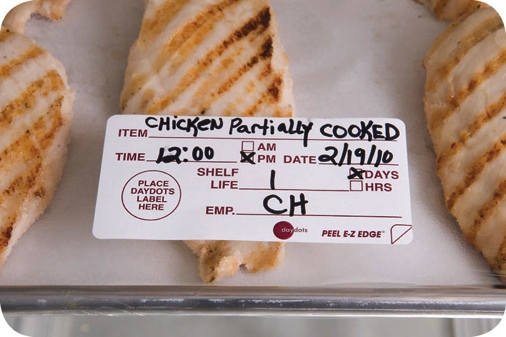 ITEM CHICKEN Partially COOKED
AM
TIME 12:00 PM DATE 2/19/10
SHELF LIFE 1 DAYS
HRS
PLACE
DAYDOTS
LABEL
HERE
EMP. CH
daydots PEEL E-Z EDGE™